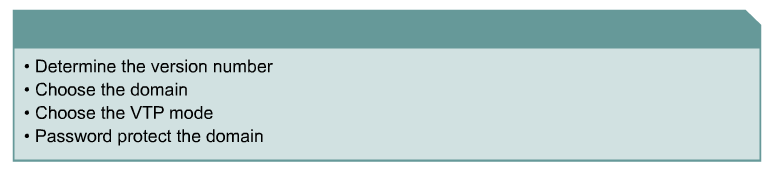 • Determine the version number
• Choose the domain
• Choose the VTP mode
• Password protect the domain